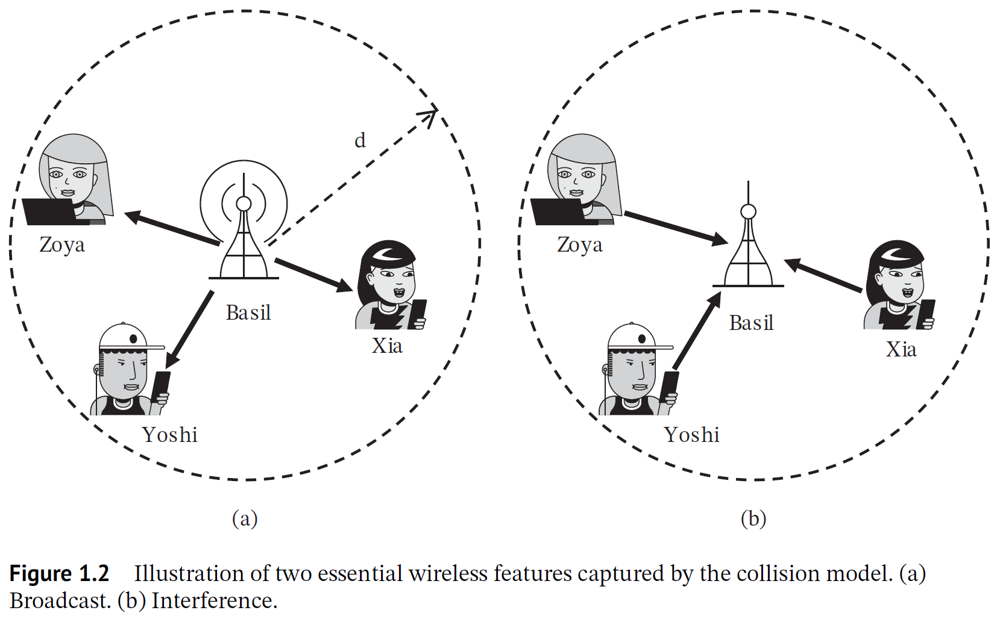 d
Zoya
Basil
Xia
Yoshi
(a)
Zoya
Basil
Xia
Yoshi
(b)
Figure 1.2 Illustration of two essential wireless features captured by the collision model. (a)
Broadcast. (b) Interference.